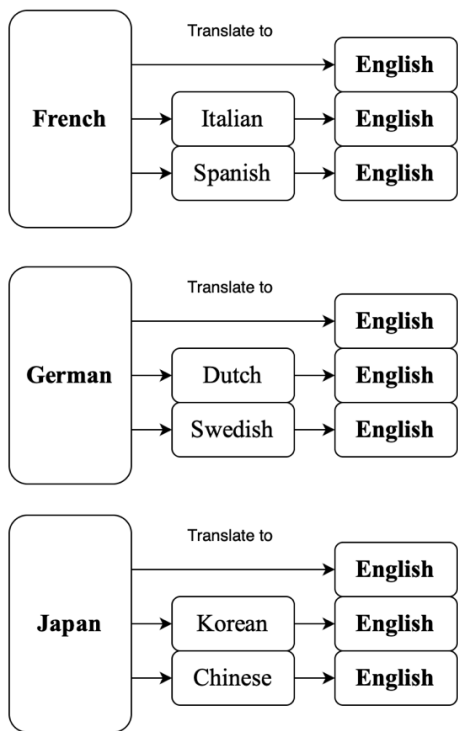 Translate to
English
French
Italian
English
Spanish
English
Translate to
English
German
Dutch
English
Swedish
English
Translate to
English
Japan
Korean
English
Chinese
English